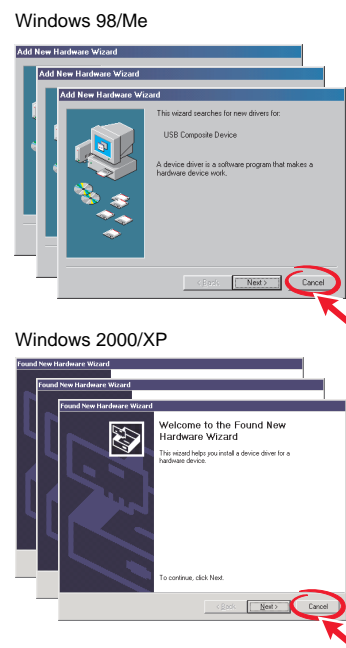 Windows 98/Me
Add New Hardware Wizard
Add New Hardware Wizard
Add New Hardware Wizard
This wizard searches for new drivers for:
USB Composite Device
A device driver is a software program that makes a
hardware device work.
< Back Next > Cancel
Windows 2000/XP
Found New Hardware Wizard
Found New Hardware Wizard
Found New Hardware Wizard
Welcome to the Found New
Hardware Wizard
This wizard helps you install a device driver for a
hardware device.
To continue, click Next.
< Back Next > Cancel